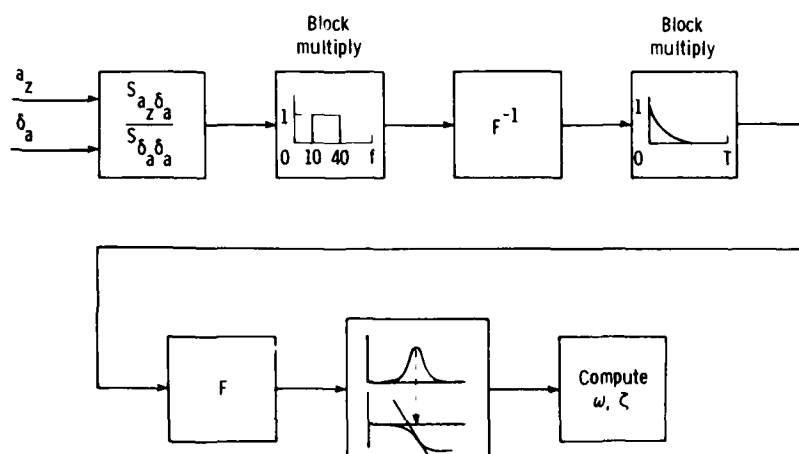 Block
multiply
Block
multiply
a_z
δ_a
S_{a_z δ_a}
S_{δ_a δ_a}
1
0 10 40 f
F^{-1}
1
0 T
F
Compute
ω, ζ